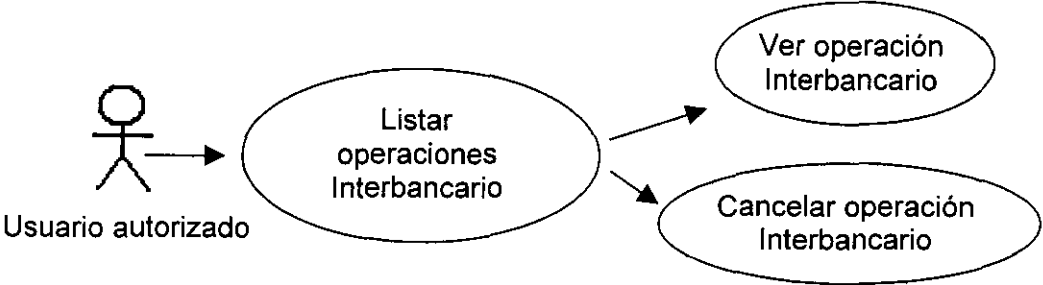 Ver operación
Interbancario
Listar
operaciones
Interbancario
Cancelar operación
Interbancario
Usuario autorizado